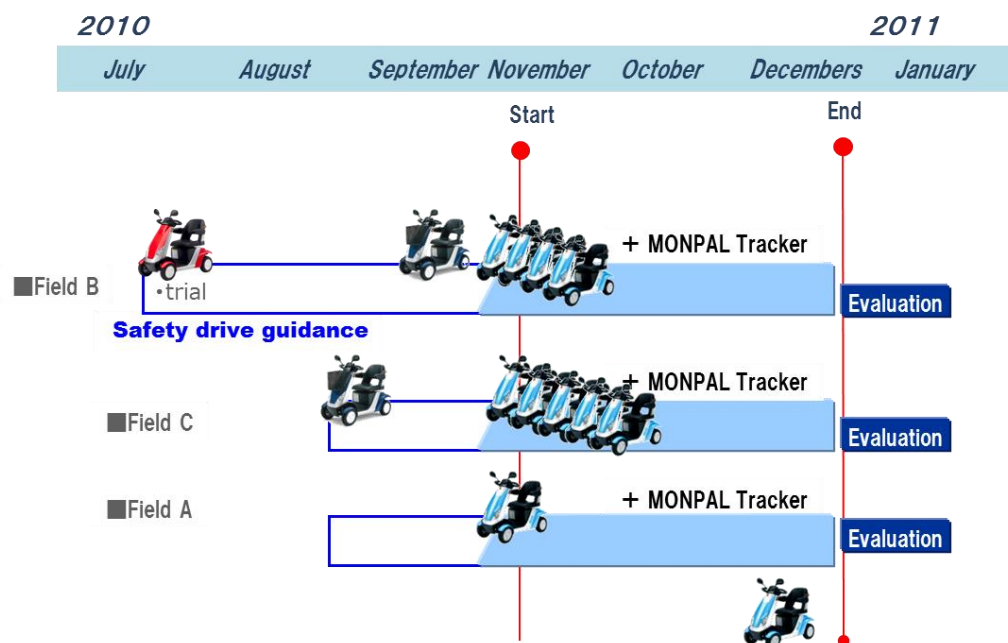 2010 2011
July August September November October Decembers January
Start End
+ MONPAL Tracker
■Field B
•trial
Evaluation
Safety drive guidance
+ MONPAL Tracker
■Field C
Evaluation
+ MONPAL Tracker
■Field A
Evaluation